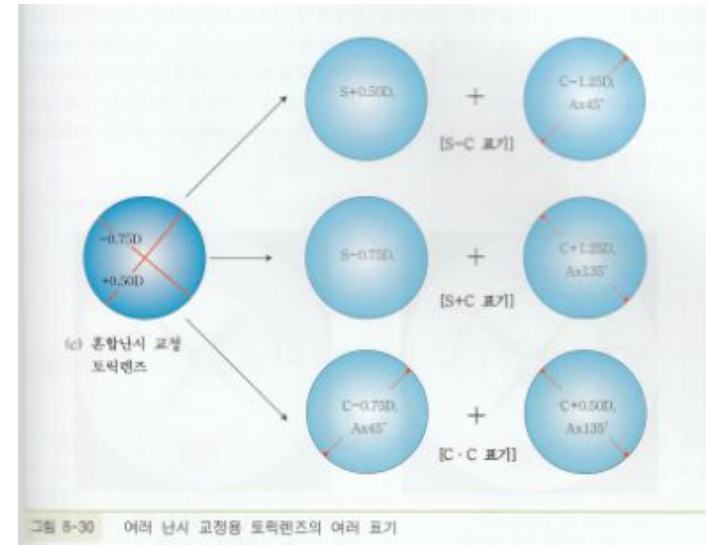 S+0.50D,
+
C-1.25D,
Ax45°
[S-C 표기]
-0.75D
+0.50D
S-0.75D,
+
C+1.25D,
Ax135°
[S+C 표기]
(c) 혼합난시 교정
토릭렌즈
C-0.75D,
Ax45°
+
C+0.50D,
Ax135°
[C·C 표기]
그림 8-30 여러 난시 교정용 토릭렌즈의 여러 표기